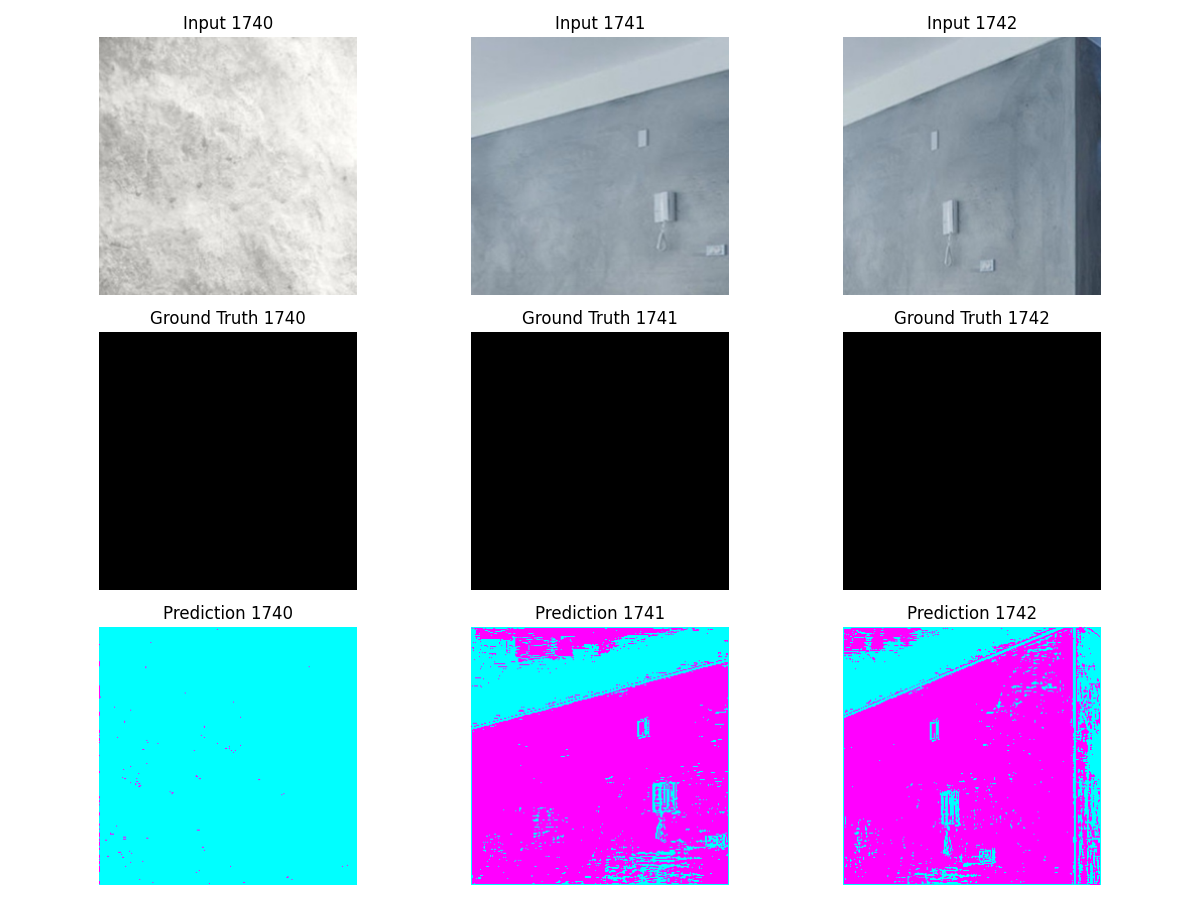 Input 1740
Input 1741
Input 1742
Ground Truth 1740
Ground Truth 1741
Ground Truth 1742
Prediction 1740
Prediction 1741
Prediction 1742